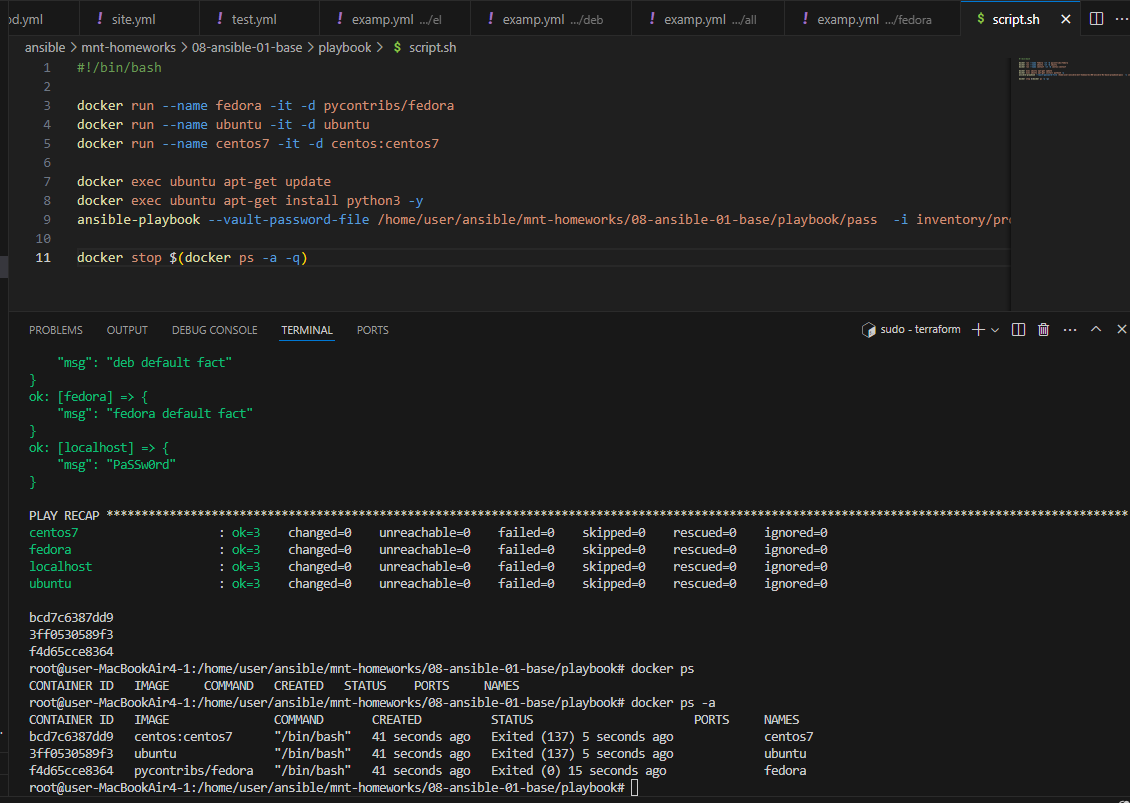 od.yml ! site.yml ! test.yml ! examp.yml .../el ! examp.yml .../deb ! examp.yml .../all ! examp.yml .../fedora $ script.sh
ansible > mnt-homeworks > 08-ansible-01-base > playbook > $ script.sh
1 #!/bin/bash
2
3 docker run --name fedora -it -d pycontribs/fedora
4 docker run --name ubuntu -it -d ubuntu
5 docker run --name centos7 -it -d centos:centos7
6
7 docker exec ubuntu apt-get update
8 docker exec ubuntu apt-get install python3 -y
9 ansible-playbook --vault-password-file /home/user/ansible/mnt-homeworks/08-ansible-01-base/playbook/pass  -i inventory/pro
10
11 docker stop $(docker ps -a -q)
PROBLEMS OUTPUT DEBUG CONSOLE TERMINAL PORTS sudo - terraform
"msg": "deb default fact"
}
ok: [fedora] => {
"msg": "fedora default fact"
}
ok: [localhost] => {
"msg": "PaSSw0rd"
}
PLAY RECAP **************************************************************************************************************************************************
centos7 : ok=3 changed=0 unreachable=0 failed=0 skipped=0 rescued=0 ignored=0
fedora : ok=3 changed=0 unreachable=0 failed=0 skipped=0 rescued=0 ignored=0
localhost : ok=3 changed=0 unreachable=0 failed=0 skipped=0 rescued=0 ignored=0
ubuntu : ok=3 changed=0 unreachable=0 failed=0 skipped=0 rescued=0 ignored=0
bcd7c6387dd9
3ff0530589f3
f4d65cce8364
root@user-MacBookAir4-1:/home/user/ansible/mnt-homeworks/08-ansible-01-base/playbook# docker ps
CONTAINER ID IMAGE COMMAND CREATED STATUS PORTS NAMES
root@user-MacBookAir4-1:/home/user/ansible/mnt-homeworks/08-ansible-01-base/playbook# docker ps -a
CONTAINER ID IMAGE COMMAND CREATED STATUS PORTS NAMES
bcd7c6387dd9 centos:centos7 "/bin/bash" 41 seconds ago Exited (137) 5 seconds ago centos7
3ff0530589f3 ubuntu "/bin/bash" 41 seconds ago Exited (137) 5 seconds ago ubuntu
f4d65cce8364 pycontribs/fedora "/bin/bash" 41 seconds ago Exited (0) 15 seconds ago fedora
root@user-MacBookAir4-1:/home/user/ansible/mnt-homeworks/08-ansible-01-base/playbook#